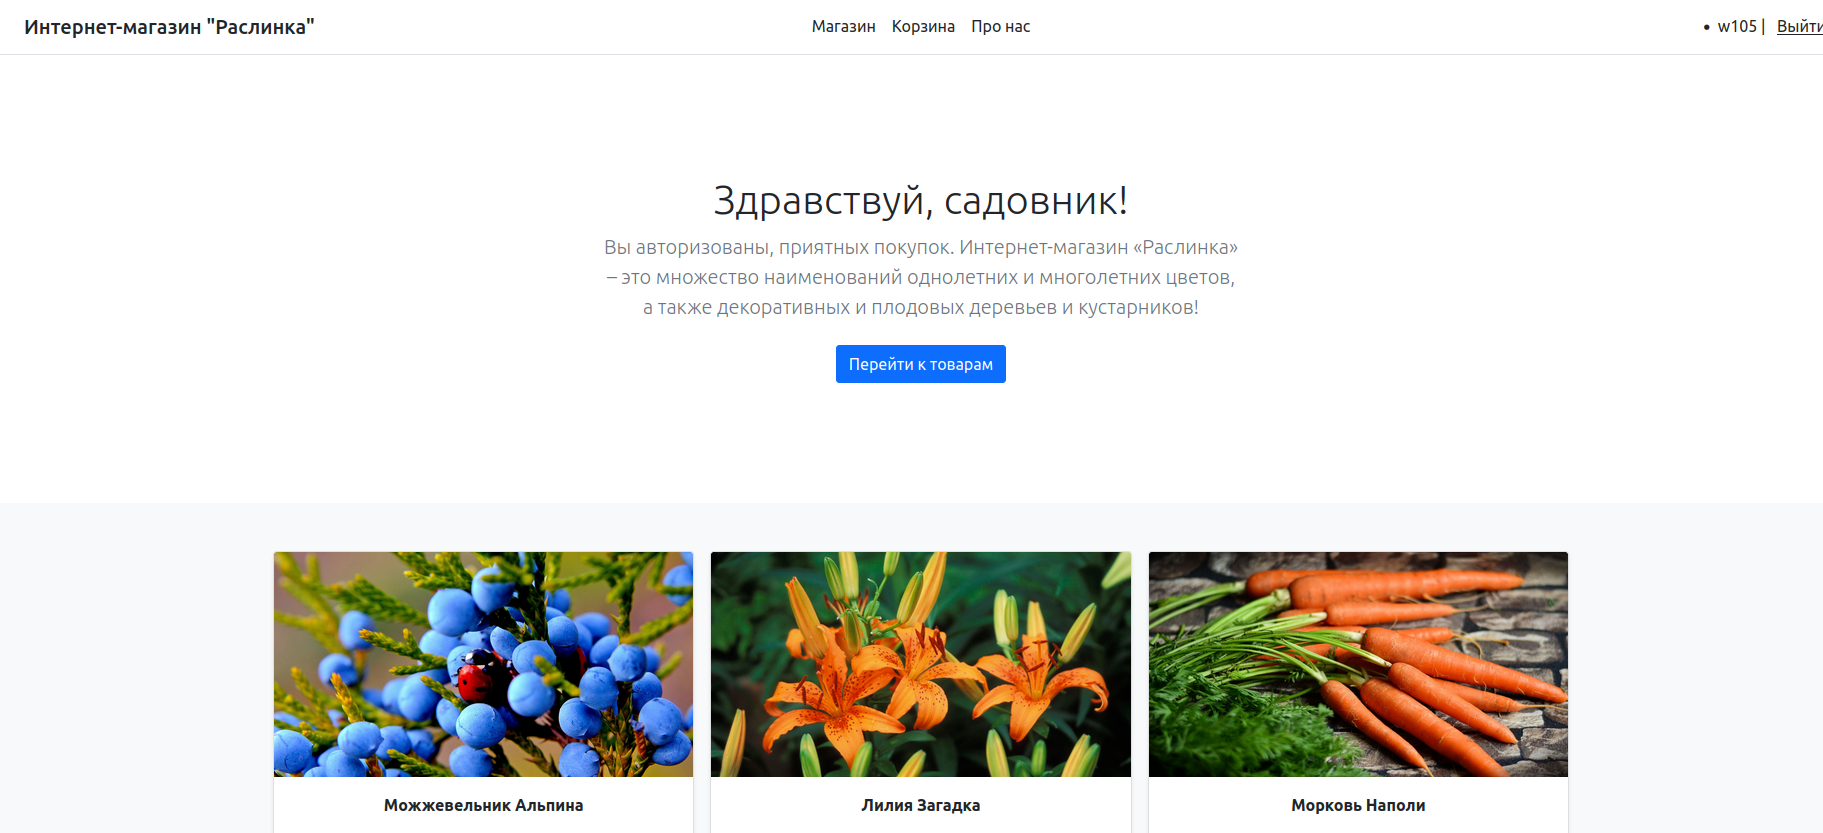 Интернет-магазин "Раслинка"
Магазин Корзина Про нас
• w105 | Выйти
Здравствуй, садовник!
Вы авторизованы, приятных покупок. Интернет-магазин «Раслинка»
– это множество наименований однолетних и многолетних цветов,
а также декоративных и плодовых деревьев и кустарников!
Перейти к товарам
Можжевельник Альпина
Лилия Загадка
Морковь Наполи